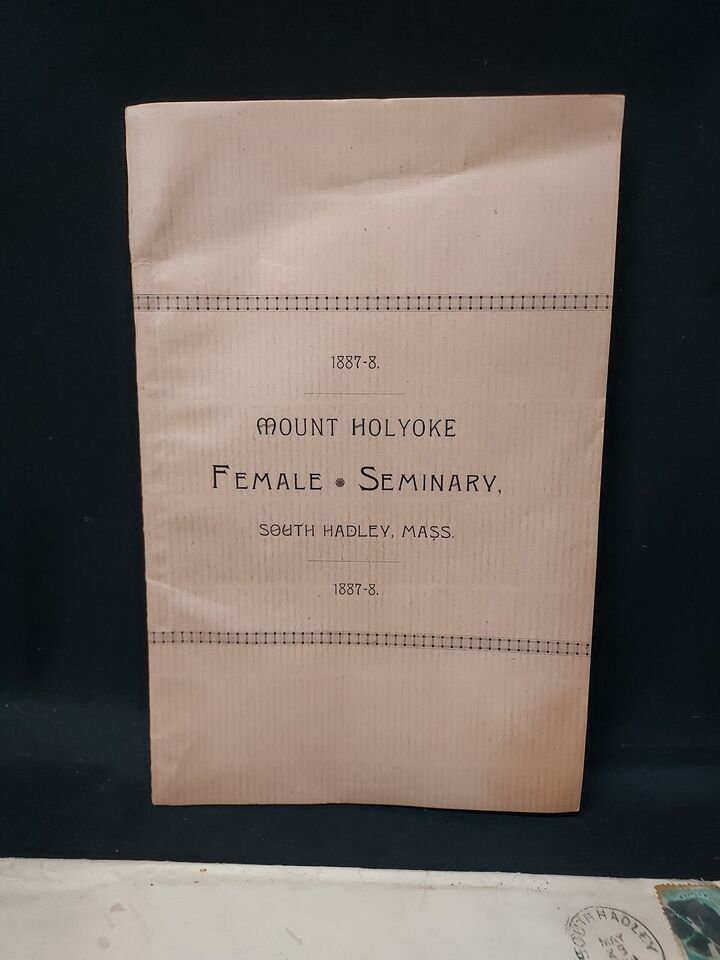 1887-8.
MOUNT HOLYOKE
FEMALE SEMINARY,
SOUTH HADLEY, MASS.
1887-8.
SOUTH HADLEY